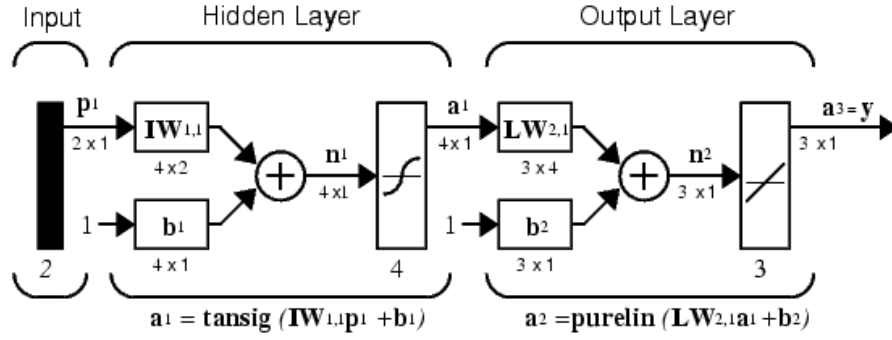 Input Hidden Layer Output Layer
p1 a1 a3 = y
IW1,1 LW2,1
2 x 1 4 x 1 3 x 1
4 x 2 n1 3 x 4 n2
4 x1 3 x 1
1 b1 1 b2
2 4 x 1 4 3 x 1 3
a1 = tansig (IW1,1p1 +b1) a2 =purelin (LW2,1a1 +b2)